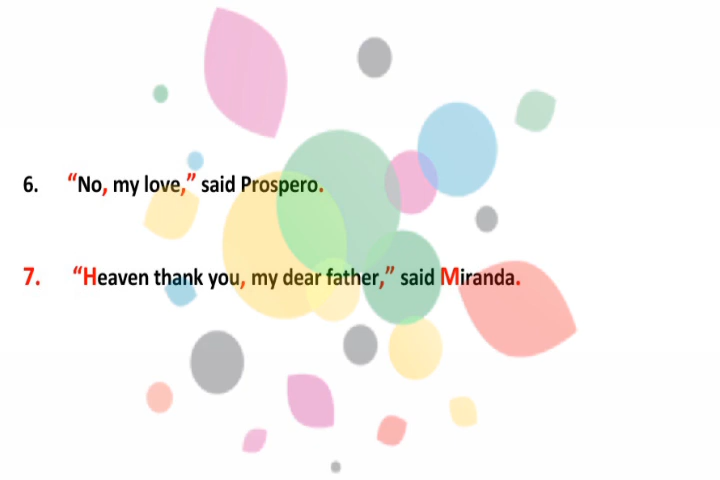 6. “No, my love,” said Prospero.
7. “Heaven thank you, my dear father,” said Miranda.